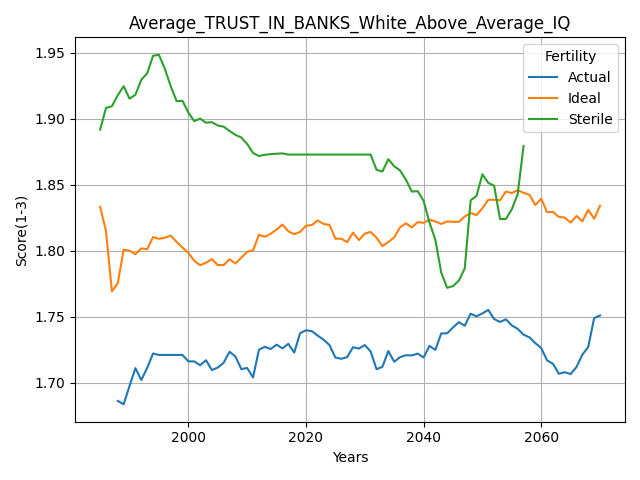 Average_TRUST_IN_BANKS_White_Above_Average_IQ
Fertility
Actual
Ideal
Sterile
Score(1-3)
1.95
1.90
1.85
1.80
1.75
1.70
2000
2020
2040
2060
Years